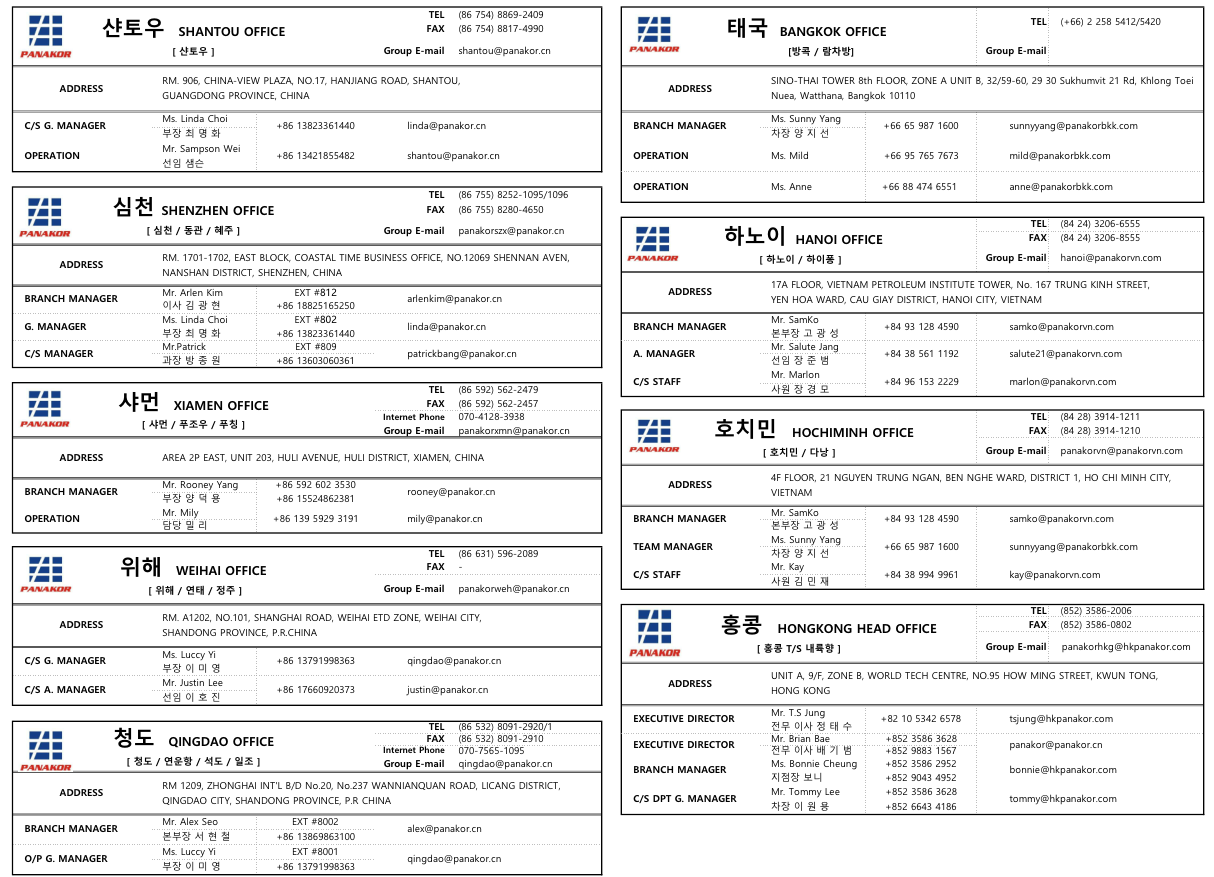 PANAKOR
샨토우 SHANTOU OFFICE
[ 샨토우 ]
TEL (86 754) 8869-2409
FAX (86 754) 8817-4990
Group E-mail shantou@panakor.cn
ADDRESS
RM. 906, CHINA-VIEW PLAZA, NO.17, HANJIANG ROAD, SHANTOU,
GUANGDONG PROVINCE, CHINA
C/S G. MANAGER
Ms. Linda Choi
부장 최 명 화
+86 13823361440
linda@panakor.cn
OPERATION
Mr. Sampson Wei
선임 샘슨
+86 13421855482
shantou@panakor.cn
PANAKOR
심천 SHENZHEN OFFICE
[ 심천 / 동관 / 혜주 ]
TEL (86 755) 8252-1095/1096
FAX (86 755) 8280-4650
Group E-mail panakorszx@panakor.cn
ADDRESS
RM. 1701-1702, EAST BLOCK, COASTAL TIME BUSINESS OFFICE, NO.12069 SHENNAN AVEN,
NANSHAN DISTRICT, SHENZHEN, CHINA
BRANCH MANAGER
Mr. Arlen Kim
이사 김 광 현
EXT #812
+86 18825165250
arlenkim@panakor.cn
G. MANAGER
Ms. Linda Choi
부장 최 명 화
EXT #802
+86 13823361440
linda@panakor.cn
C/S MANAGER
Mr.Patrick
과장 방 종 원
EXT #809
+86 13603060361
patrickbang@panakor.cn
PANAKOR
샤먼 XIAMEN OFFICE
[ 샤먼 / 푸조우 / 푸칭 ]
TEL (86 592) 562-2479
FAX (86 592) 562-2457
Internet Phone 070-4128-3938
Group E-mail panakorxmn@panakor.cn
ADDRESS
AREA 2P EAST, UNIT 203, HULI AVENUE, HULI DISTRICT, XIAMEN, CHINA
BRANCH MANAGER
Mr. Rooney Yang
부장 양 덕 용
+86 592 602 3530
+86 15524862381
rooney@panakor.cn
OPERATION
Mr. Mily
담당 밀 리
+86 139 5929 3191
mily@panakor.cn
PANAKOR
위해 WEIHAI OFFICE
[ 위해 / 연태 / 정주 ]
TEL (86 631) 596-2089
FAX -
Group E-mail panakorweh@panakor.cn
ADDRESS
RM. A1202, NO.101, SHANGHAI ROAD, WEIHAI ETD ZONE, WEIHAI CITY,
SHANDONG PROVINCE, P.R.CHINA
C/S G. MANAGER
Ms. Luccy Yi
부장 이 미 영
+86 13791998363
qingdao@panakor.cn
C/S A. MANAGER
Mr. Justin Lee
선임 이 호 진
+86 17660920373
justin@panakor.cn
PANAKOR
청도 QINGDAO OFFICE
[ 청도 / 연운항 / 석도 / 일조 ]
TEL (86 532) 8091-2920/1
FAX (86 532) 8091-2910
Internet Phone 070-7565-1095
Group E-mail qingdao@panakor.cn
ADDRESS
RM 1209, ZHONGHAI INT'L B/D No.20, No.237 WANNIANQUAN ROAD, LICANG DISTRICT,
QINGDAO CITY, SHANDONG PROVINCE, P.R CHINA
BRANCH MANAGER
Mr. Alex Seo
본부장 서 현 철
EXT #8002
+86 13869863100
alex@panakor.cn
O/P G. MANAGER
Ms. Luccy Yi
부장 이 미 영
EXT #8001
+86 13791998363
qingdao@panakor.cn
PANAKOR
태국 BANGKOK OFFICE
[방콕 / 람차방]
TEL (+66) 2 258 5412/5420
Group E-mail
ADDRESS
SINO-THAI TOWER 8th FLOOR, ZONE A UNIT B, 32/59-60, 29 30 Sukhumvit 21 Rd, Khlong Toei
Nuea, Watthana, Bangkok 10110
BRANCH MANAGER
Ms. Sunny Yang
차장 양 지 선
+66 65 987 1600
sunnyyang@panakorbkk.com
OPERATION
Ms. Mild
+66 95 765 7673
mild@panakorbkk.com
OPERATION
Ms. Anne
+66 88 474 6551
anne@panakorbkk.com
PANAKOR
하노이 HANOI OFFICE
[ 하노이 / 하이퐁 ]
TEL (84 24) 3206-6555
FAX (84 24) 3206-8555
Group E-mail hanoi@panakorvn.com
ADDRESS
17A FLOOR, VIETNAM PETROLEUM INSTITUTE TOWER, No. 167 TRUNG KINH STREET,
YEN HOA WARD, CAU GIAY DISTRICT, HANOI CITY, VIETNAM
BRANCH MANAGER
Mr. SamKo
본부장 고 광 성
+84 93 128 4590
samko@panakorvn.com
A. MANAGER
Mr. Salute Jang
선임 장 준 범
+84 38 561 1192
salute21@panakorvn.com
C/S STAFF
Mr. Marlon
사원 장 경 모
+84 96 153 2229
marlon@panakorvn.com
PANAKOR
호치민 HOCHIMINH OFFICE
[ 호치민 / 다낭 ]
TEL (84 28) 3914-1211
FAX (84 28) 3914-1210
Group E-mail panakorvn@panakorvn.com
ADDRESS
4F FLOOR, 21 NGUYEN TRUNG NGAN, BEN NGHE WARD, DISTRICT 1, HO CHI MINH CITY,
VIETNAM
BRANCH MANAGER
Mr. SamKo
본부장 고 광 성
+84 93 128 4590
samko@panakorvn.com
TEAM MANAGER
Ms. Sunny Yang
차장 양 지 선
+66 65 987 1600
sunnyyang@panakorbkk.com
C/S STAFF
Mr. Kay
사원 김 민 재
+84 38 994 9961
kay@panakorvn.com
PANAKOR
홍콩 HONGKONG HEAD OFFICE
[ 홍콩 T/S 내륙향 ]
TEL (852) 3586-2006
FAX (852) 3586-0802
Group E-mail panakorhkg@hkpanakor.com
ADDRESS
UNIT A, 9/F, ZONE B, WORLD TECH CENTRE, NO.95 HOW MING STREET, KWUN TONG,
HONG KONG
EXECUTIVE DIRECTOR
Mr. T.S Jung
전무 이사 정 태 수
+82 10 5342 6578
tsjung@hkpanakor.com
EXECUTIVE DIRECTOR
Mr. Brian Bae
전무 이사 배 기 범
+852 3586 3628
+852 9883 1567
panakor@panakor.cn
BRANCH MANAGER
Ms. Bonnie Cheung
지점장 보니
+852 3586 2952
+852 9043 4952
bonnie@hkpanakor.com
C/S DPT G. MANAGER
Mr. Tommy Lee
차장 이 원 용
+852 3586 3628
+852 6643 4186
tommy@hkpanakor.com